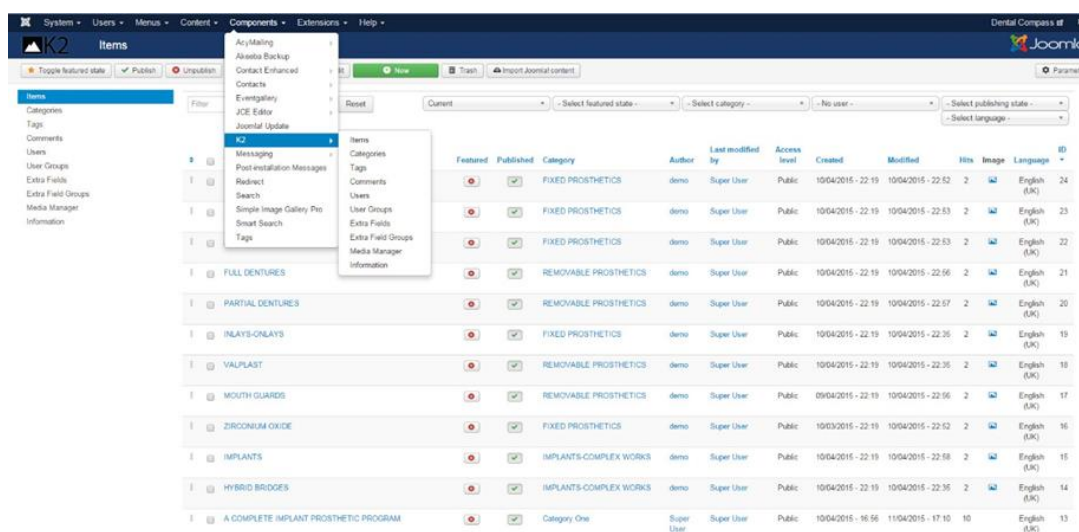 System Users Menus Content Components Extensions Help Dental Compass
K2 Items Joomla
Toggle featured state Publish Unpublish New Trash Import Joomla! content Parame
AcyMailing
Akeeba Backup
Contact Enhanced
Contacts
Eventgallery
JCE Editor
Joomla! Update
K2
Messaging
Post-installation Messages
Redirect
Search
Simple Image Gallery Pro
Smart Search
Tags
Items
Categories
Tags
Comments
Users
User Groups
Extra Fields
Extra Field Groups
Media Manager
Information
Items
Categories
Tags
Comments
Users
User Groups
Extra Fields
Extra Field Groups
Media Manager
Information
Filter Reset Current - Select featured state - - Select category - - No user - - Select publishing state -
- Select language -
Featured Published Category Author Last modified by Access level Created Modified Hits Image Language ID
FIXED PROSTHETICS demo Super User Public 10/04/2015 - 22:19 10/04/2015 - 22:52 2 English (UK) 24
FIXED PROSTHETICS demo Super User Public 10/04/2015 - 22:19 10/04/2015 - 22:53 2 English (UK) 23
FIXED PROSTHETICS demo Super User Public 10/04/2015 - 22:19 10/04/2015 - 22:53 2 English (UK) 22
FULL DENTURES REMOVABLE PROSTHETICS demo Super User Public 10/04/2015 - 22:19 10/04/2015 - 22:56 2 English (UK) 21
PARTIAL DENTURES REMOVABLE PROSTHETICS demo Super User Public 10/04/2015 - 22:19 10/04/2015 - 22:57 2 English (UK) 20
INLAYS-ONLAYS FIXED PROSTHETICS demo Super User Public 10/04/2015 - 22:19 10/04/2015 - 22:35 2 English (UK) 19
VALPLAST REMOVABLE PROSTHETICS demo Super User Public 10/04/2015 - 22:19 10/04/2015 - 22:35 2 English (UK) 18
MOUTH GUARDS REMOVABLE PROSTHETICS demo Super User Public 09/04/2015 - 22:19 10/04/2015 - 22:56 2 English (UK) 17
ZIRCONIUM OXIDE FIXED PROSTHETICS demo Super User Public 10/03/2015 - 22:19 10/04/2015 - 22:52 2 English (UK) 16
IMPLANTS IMPLANTS-COMPLEX WORKS demo Super User Public 10/04/2015 - 22:19 10/04/2015 - 22:58 2 English (UK) 15
HYBRID BRIDGES IMPLANTS-COMPLEX WORKS demo Super User Public 10/04/2015 - 22:19 10/04/2015 - 22:35 2 English (UK) 14
A COMPLETE IMPLANT PROSTHETIC PROGRAM Category One Super User Public 10/04/2015 - 16:56 11/04/2015 - 17:10 10 English (UK) 13